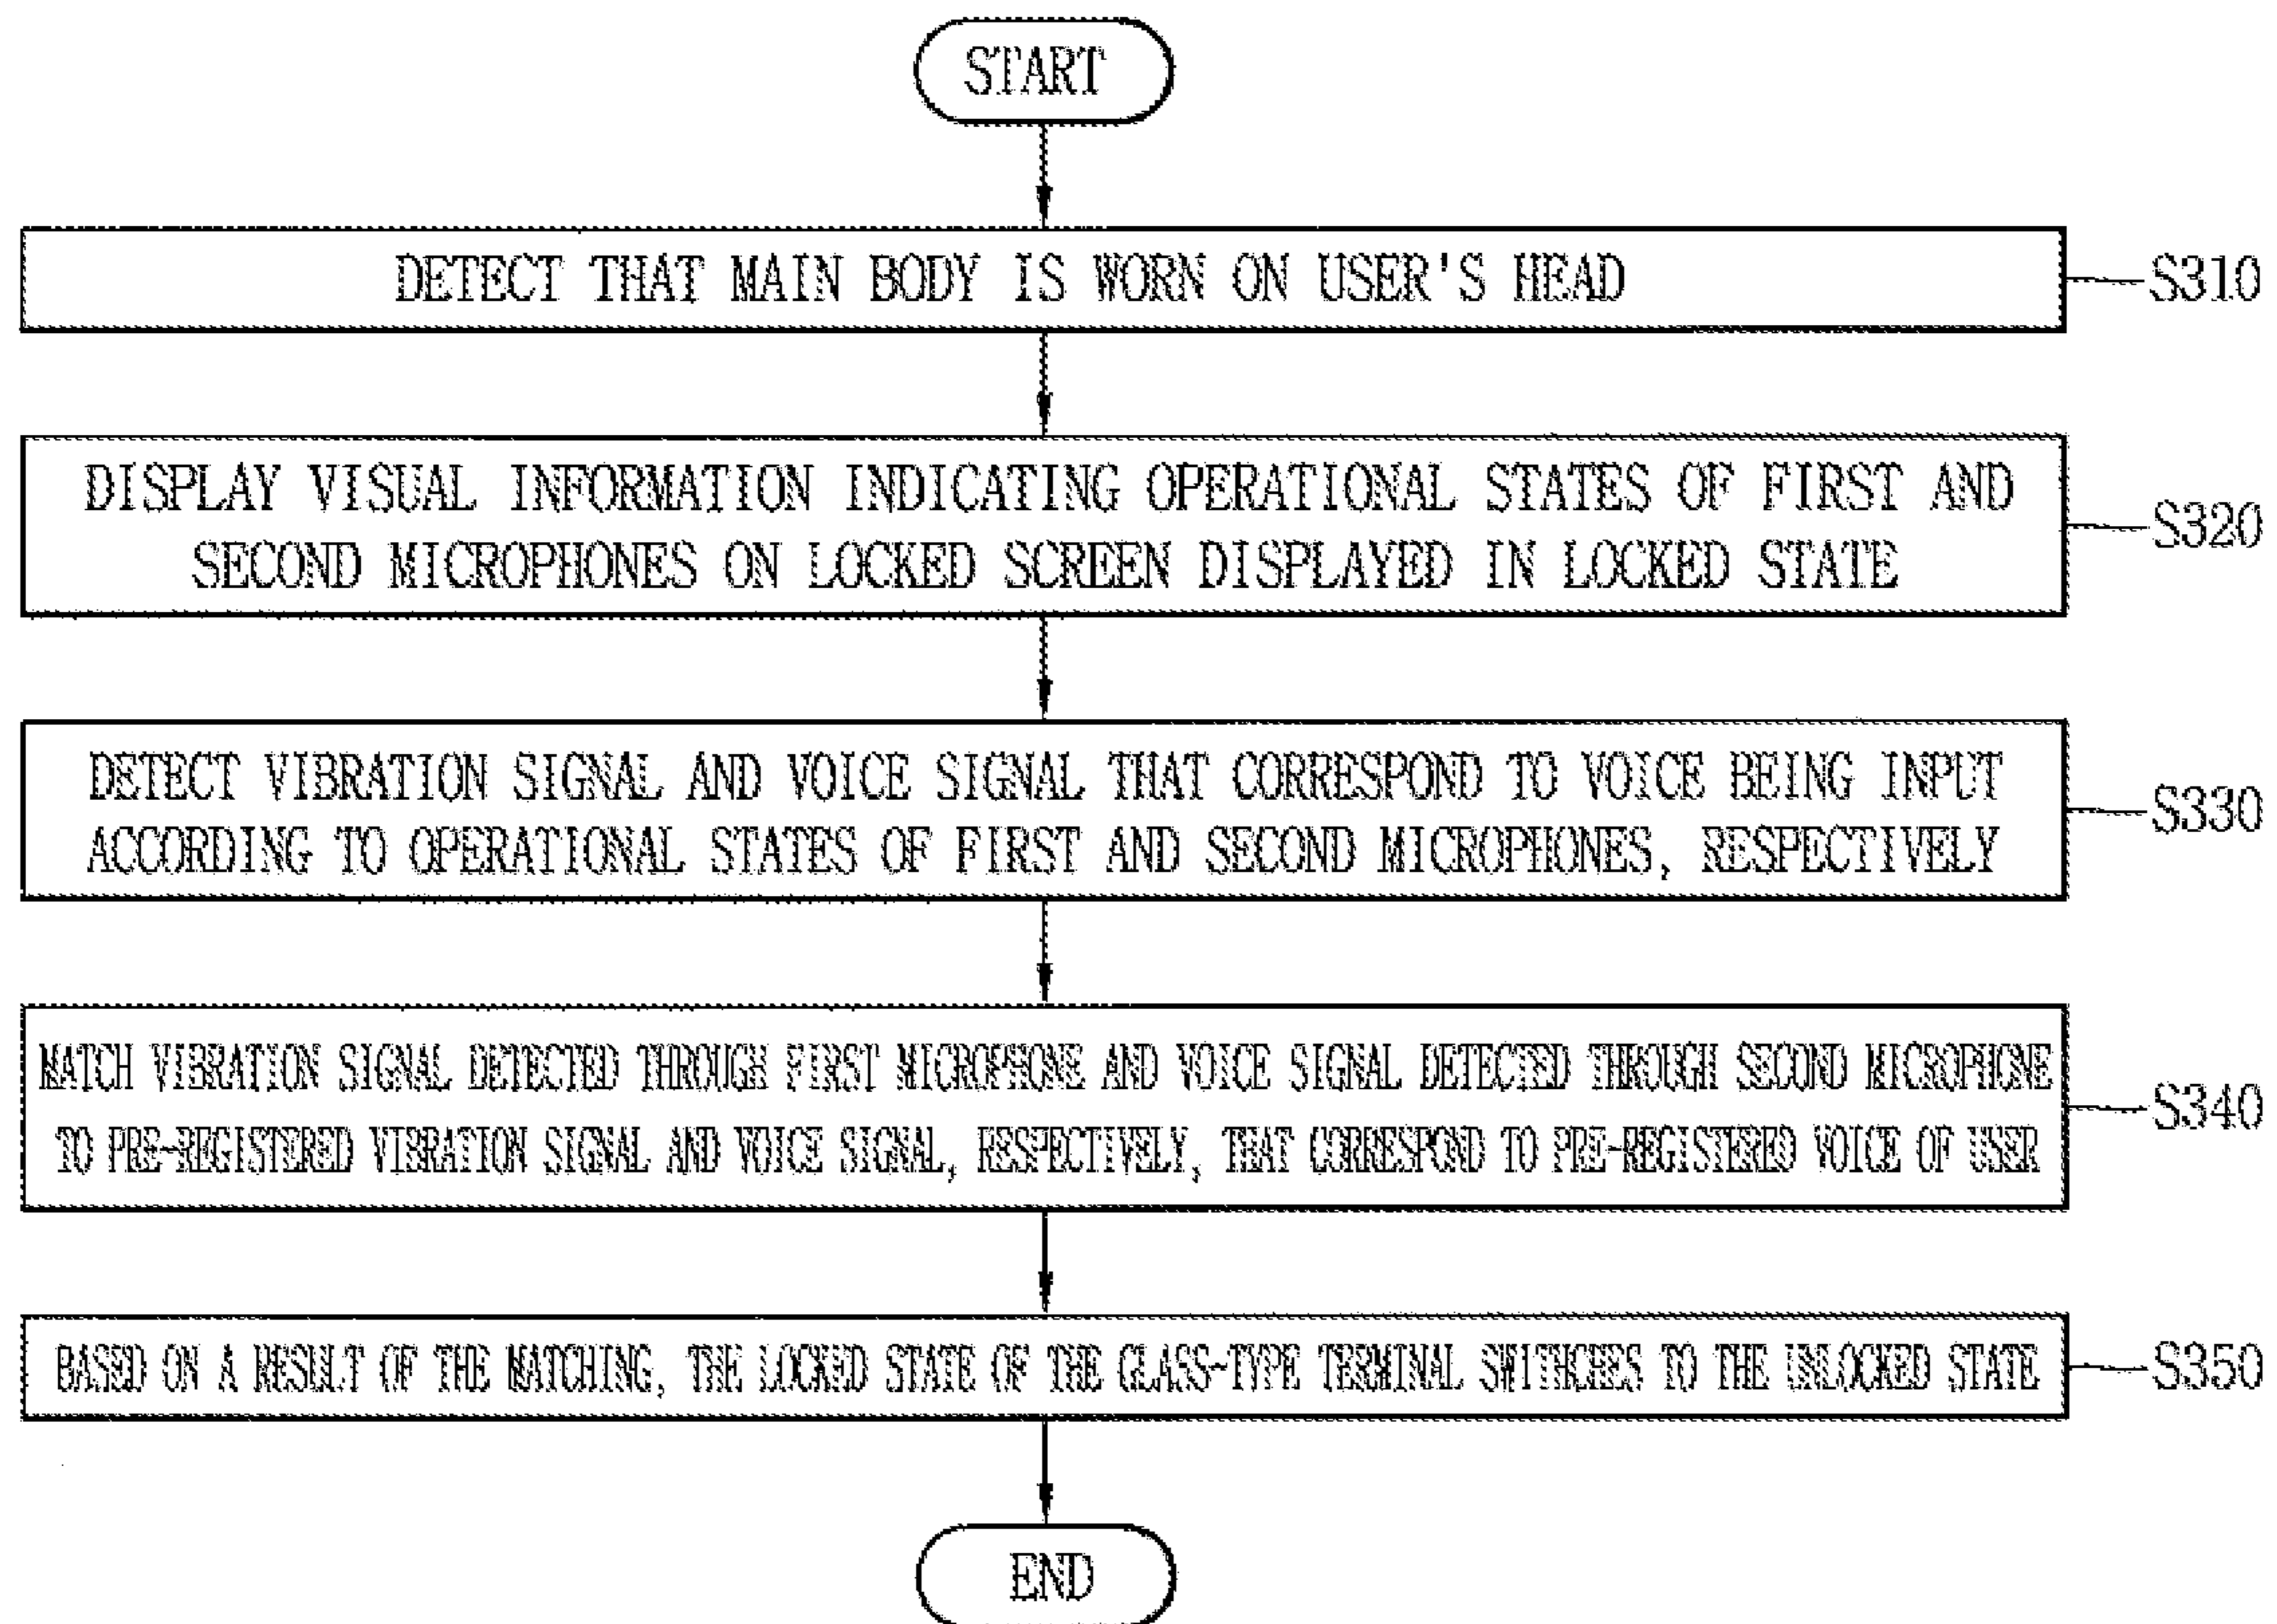 START
DETECT THAT MAIN BODY IS WORN ON USER'S HEAD
S310
DISPLAY VISUAL INFORMATION INDICATING OPERATIONAL STATES OF FIRST AND
SECOND MICROPHONES ON LOCKED SCREEN DISPLAYED IN LOCKED STATE
S320
DETECT VIBRATION SIGNAL AND VOICE SIGNAL THAT CORRESPOND TO VOICE BEING INPUT
ACCORDING TO OPERATIONAL STATES OF FIRST AND SECOND MICROPHONES, RESPECTIVELY
S330
MATCH VIBRATION SIGNAL DETECTED THROUGH FIRST MICROPHONE AND VOICE SIGNAL DETECTED THROUGH SECOND MICROPHONE
TO PRE-REGISTERED VIBRATION SIGNAL AND VOICE SIGNAL, RESPECTIVELY, THAT CORRESPOND TO PRE-REGISTERED VOICE OF USER
S340
BASED ON A RESULT OF THE MATCHING, THE LOCKED STATE OF THE GLASS-TYPE TERMINAL SWITHCHES TO THE UNLOCKED STATE
S350
END